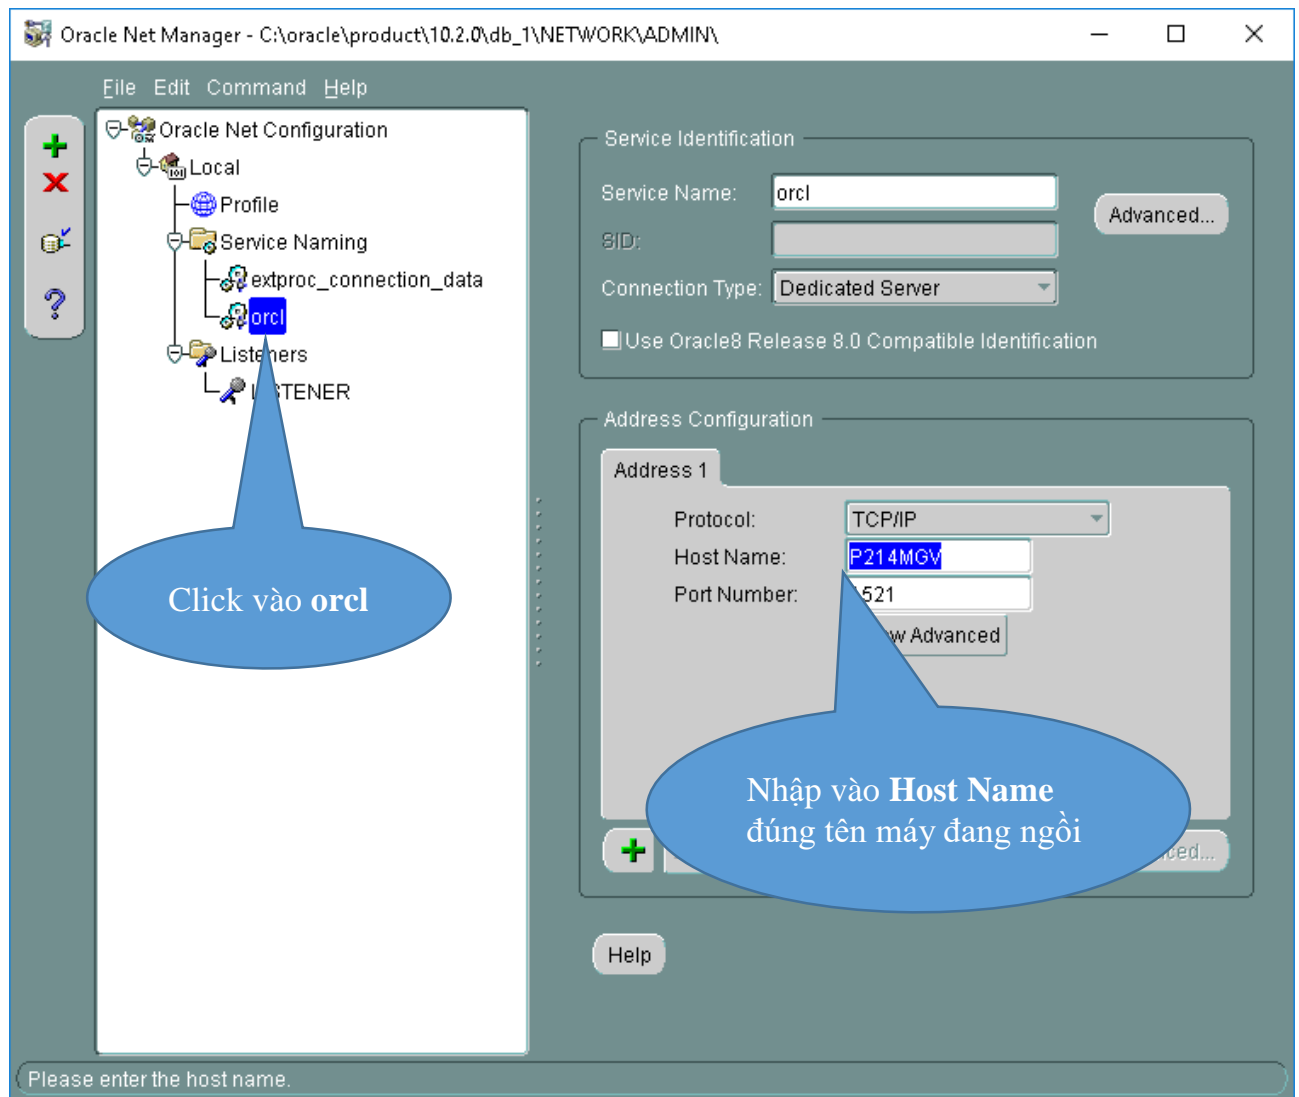 Oracle Net Manager - C:\oracle\product\10.2.0\db_1\NETWORK\ADMIN\
File Edit Command Help
Oracle Net Configuration
Local
Profile
Service Naming
extproc_connection_data
orcl
Listeners
Click vào orcl
Service Identification
Service Name: orcl
Advanced...
SID:
Connection Type: Dedicated Server
Use Oracle8 Release 8.0 Compatible Identification
Address Configuration
Address 1
Protocol: TCP/IP
Host Name: P214MGV
Port Number:
Advanced
Nhập vào Host Name
đúng tên máy đang ngồi
Help
Please enter the host name.